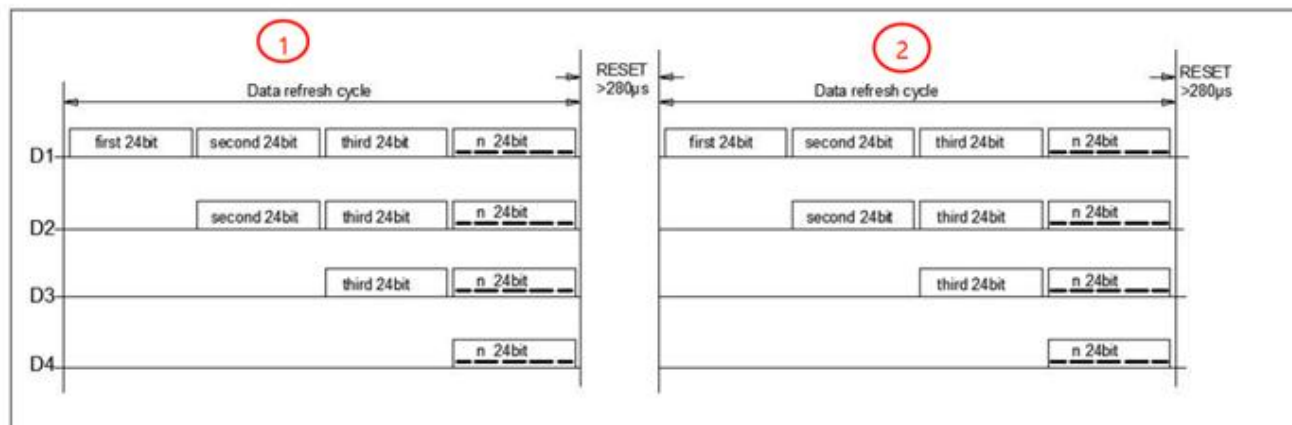 1
2
RESET
>280μs
RESET
>280μs
Data refresh cycle
Data refresh cycle
D1
first 24bit
second 24bit
third 24bit
n 24bit
first 24bit
second 24bit
third 24bit
n 24bit
D2
second 24bit
third 24bit
n 24bit
second 24bit
third 24bit
n 24bit
D3
third 24bit
n 24bit
third 24bit
n 24bit
D4
n 24bit
n 24bit